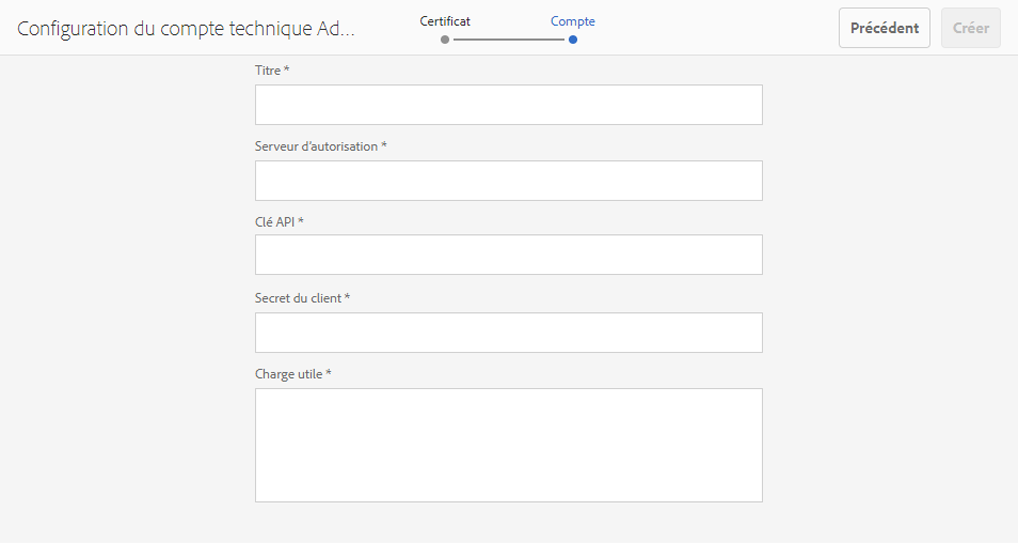 Configuration du compte technique Ad...
Certificat
Compte
Précédent
Créer
Titre *
Serveur d'autorisation *
Clé API *
Secret du client *
Charge utile *